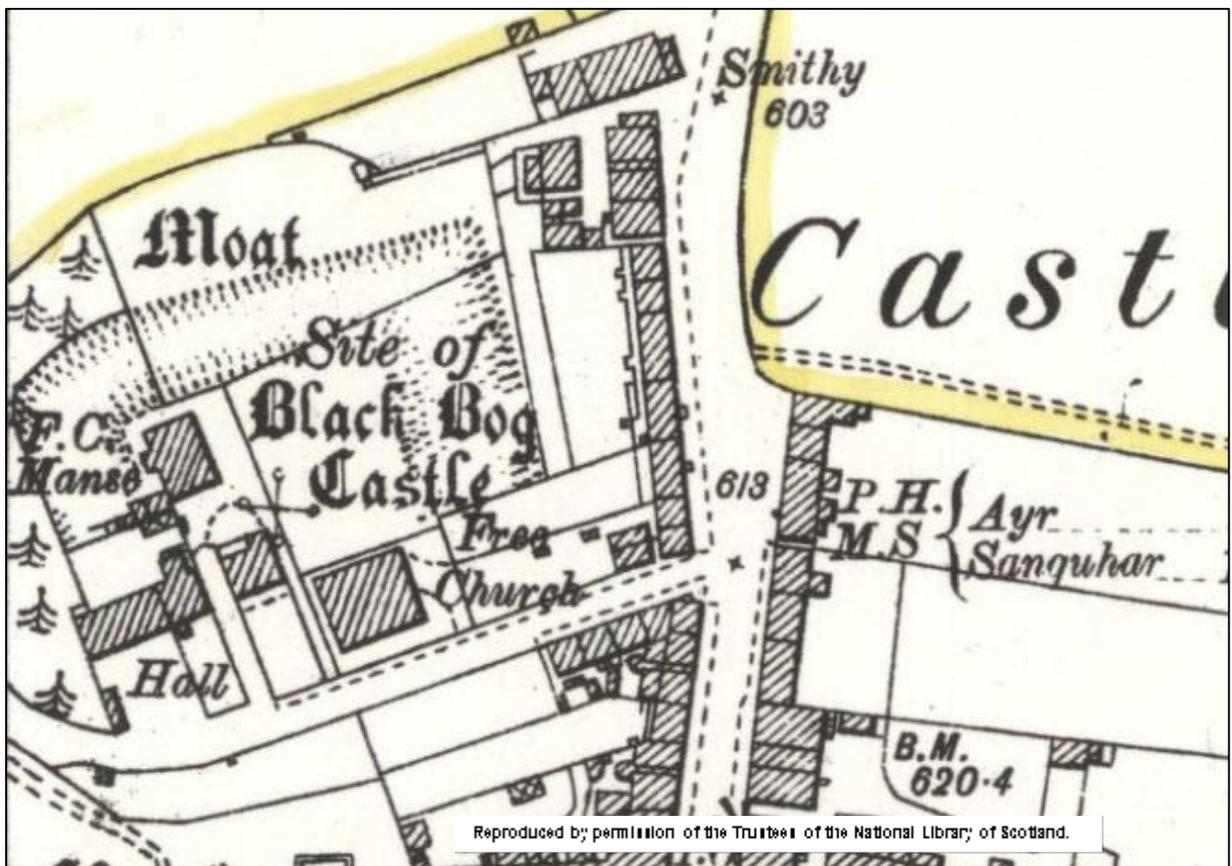 Smithy
603
Moat
Cast
Site of
Black Bog
Castle
F.C.
Manse
Free
Church
Hall
613
P.H.
M.S
Ayr
Sanquhar
B.M.
620·4
Reproduced by permission of the Trustees of the National Library of Scotland.